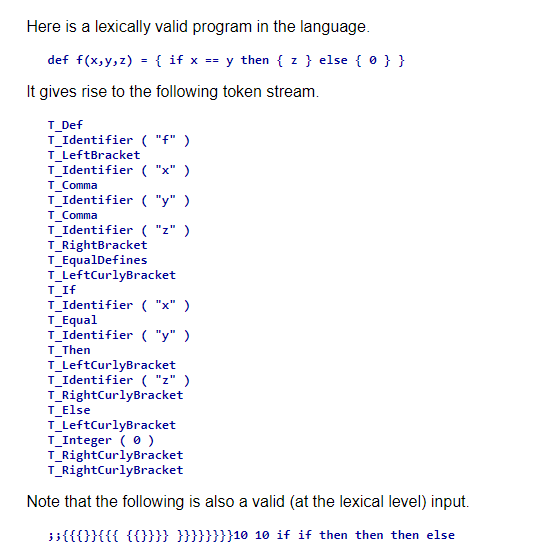 Here is a lexically valid program in the language.
def f(x,y,z) = { if x == y then { z } else { 0 } }
It gives rise to the following token stream.
T_Def
T_Identifier ( "f" )
T_LeftBracket
T_Identifier ( "x" )
T_Comma
T_Identifier ( "y" )
T_Comma
T_Identifier ( "z" )
T_RightBracket
T_EqualDefines
T_LeftCurlyBracket
T_If
T_Identifier ( "x" )
T_Equal
T_Identifier ( "y" )
T_Then
T_LeftCurlyBracket
T_Identifier ( "z" )
T_RightCurlyBracket
T_Else
T_LeftCurlyBracket
T_Integer ( 0 )
T_RightCurlyBracket
T_RightCurlyBracket
Note that the following is also a valid (at the lexical level) input.
;;{{{}}{{{ {{}}}} }}}}}}}}10 10 if if then then then else